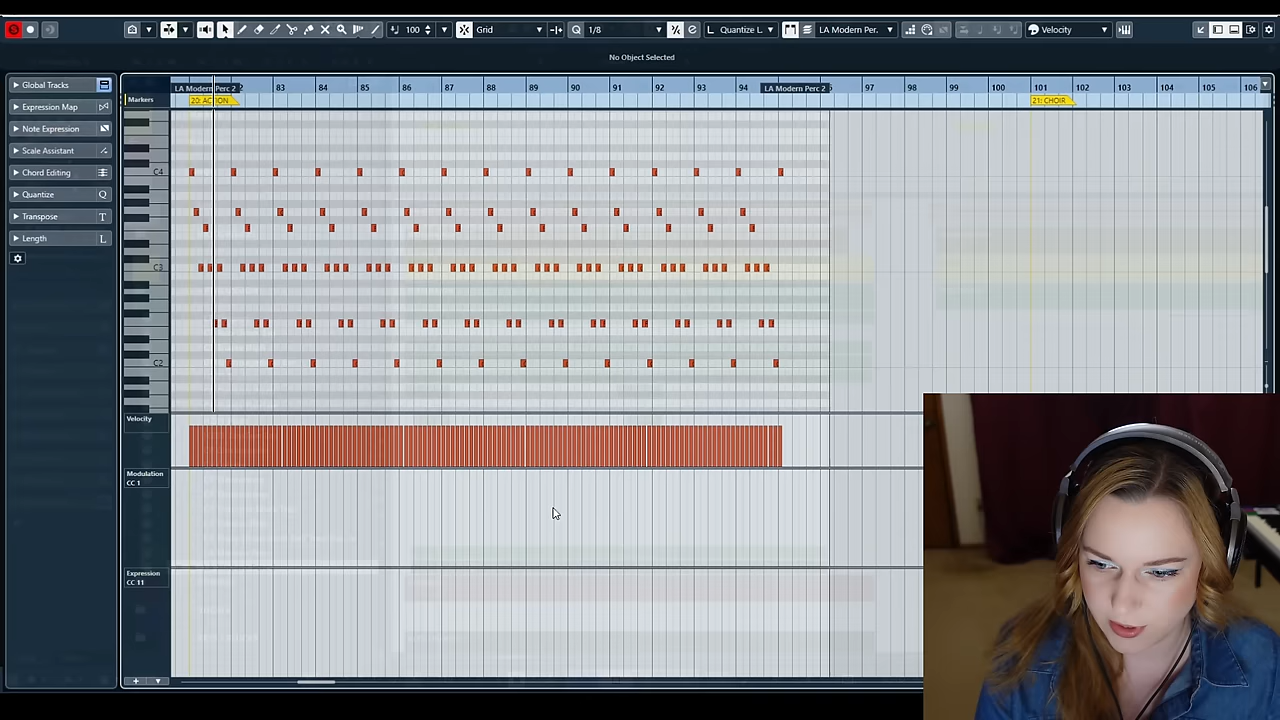 100 Grid 1/8 Quantize L. LA Modern Per. Velocity
No Object Selected
Global Tracks
Expression Map
Note Expression
Scale Assistant
Chord Editing
Quantize Q
Transpose T
Length L
LA Modern Perc 2 83 84 85 86 87 88 89 90 91 92 93 94 LA Modern Perc 2 97 98 99 100 101 102 103 104 105 106
Markers 20: ACTION 21: CHOIR
C4
C3
C2
Velocity
Modulation
CC 1
Expression
CC 11